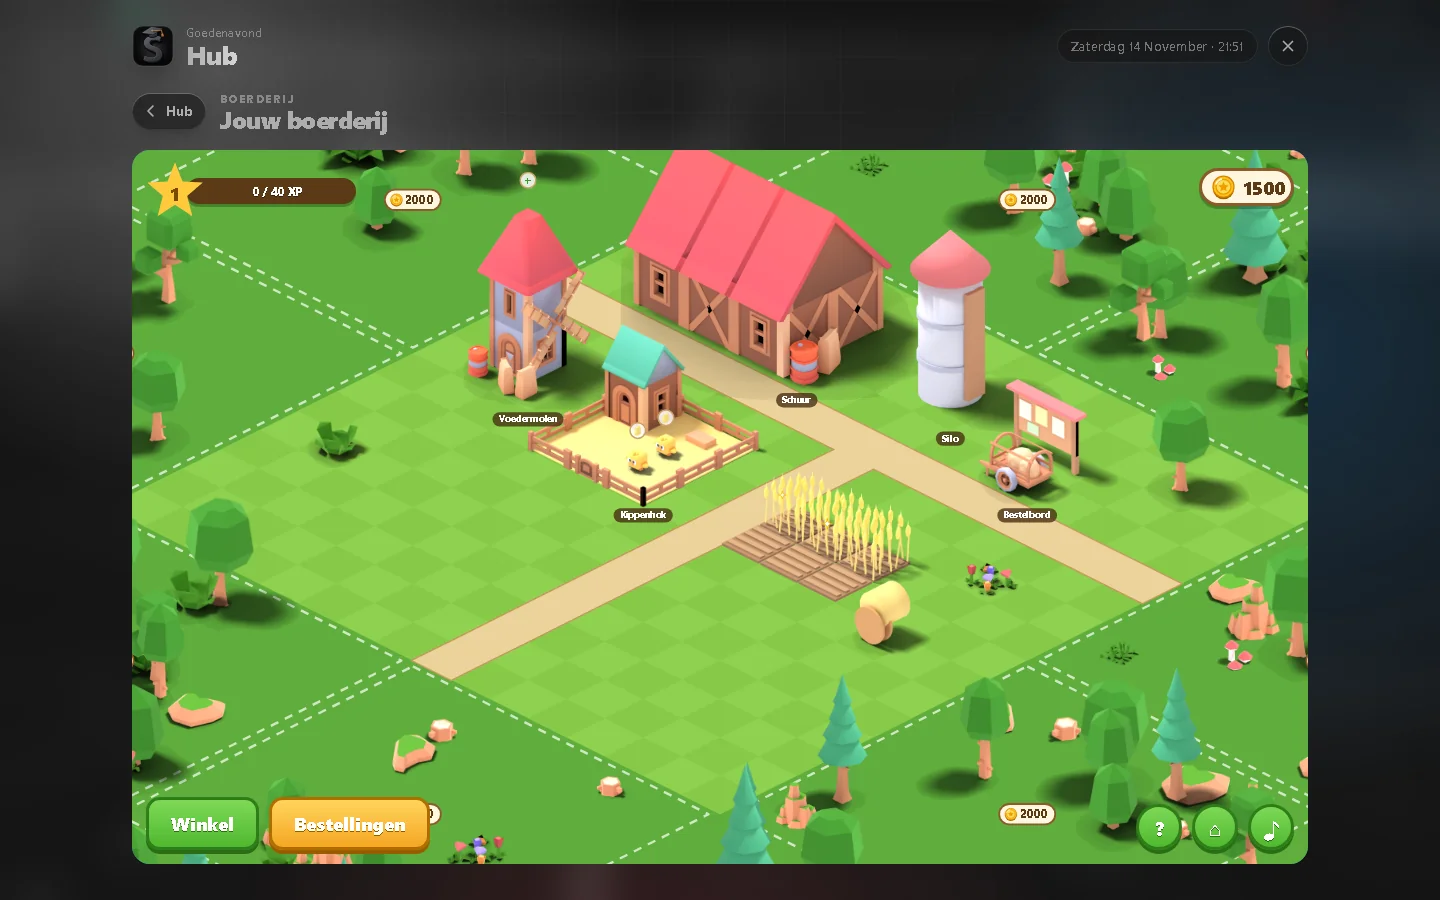 Goedenavond
Hub
Zaterdag 14 November · 21:51
Hub
BOERDERIJ
Jouw boerderij
1
0 / 40 XP
2000
2000
1500
Schuur
Voedermolen
Silo
Kippenhok
Bestelbord
Winkel
Bestellingen
2000
?